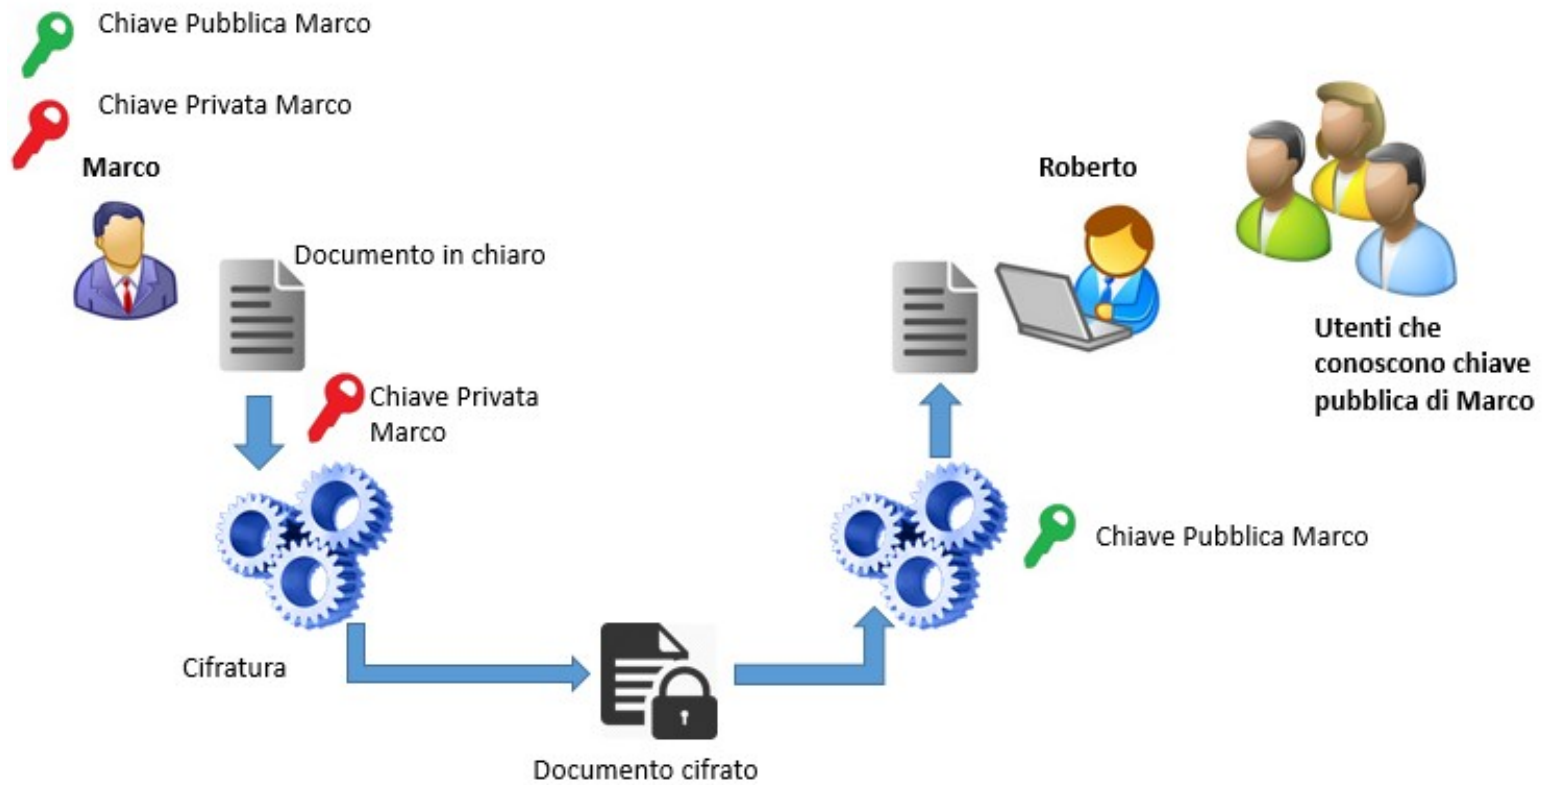 Chiave Pubblica Marco
Chiave Privata Marco
Marco
Documento in chiaro
Chiave Privata
Marco
Cifratura
Documento cifrato
Roberto
Utenti che
conoscono chiave
pubblica di Marco
Chiave Pubblica Marco